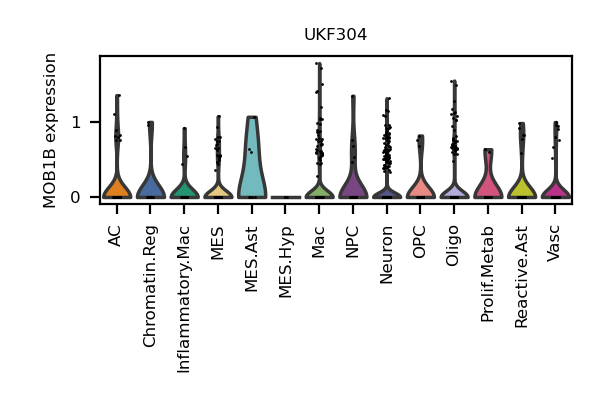 UKF304
MOB1B expression
1
0
AC
Chromatin.Reg
Inflammatory.Mac
MES
MES.Ast
MES.Hyp
Mac
NPC
Neuron
OPC
Oligo
Prolif.Metab
Reactive.Ast
Vasc